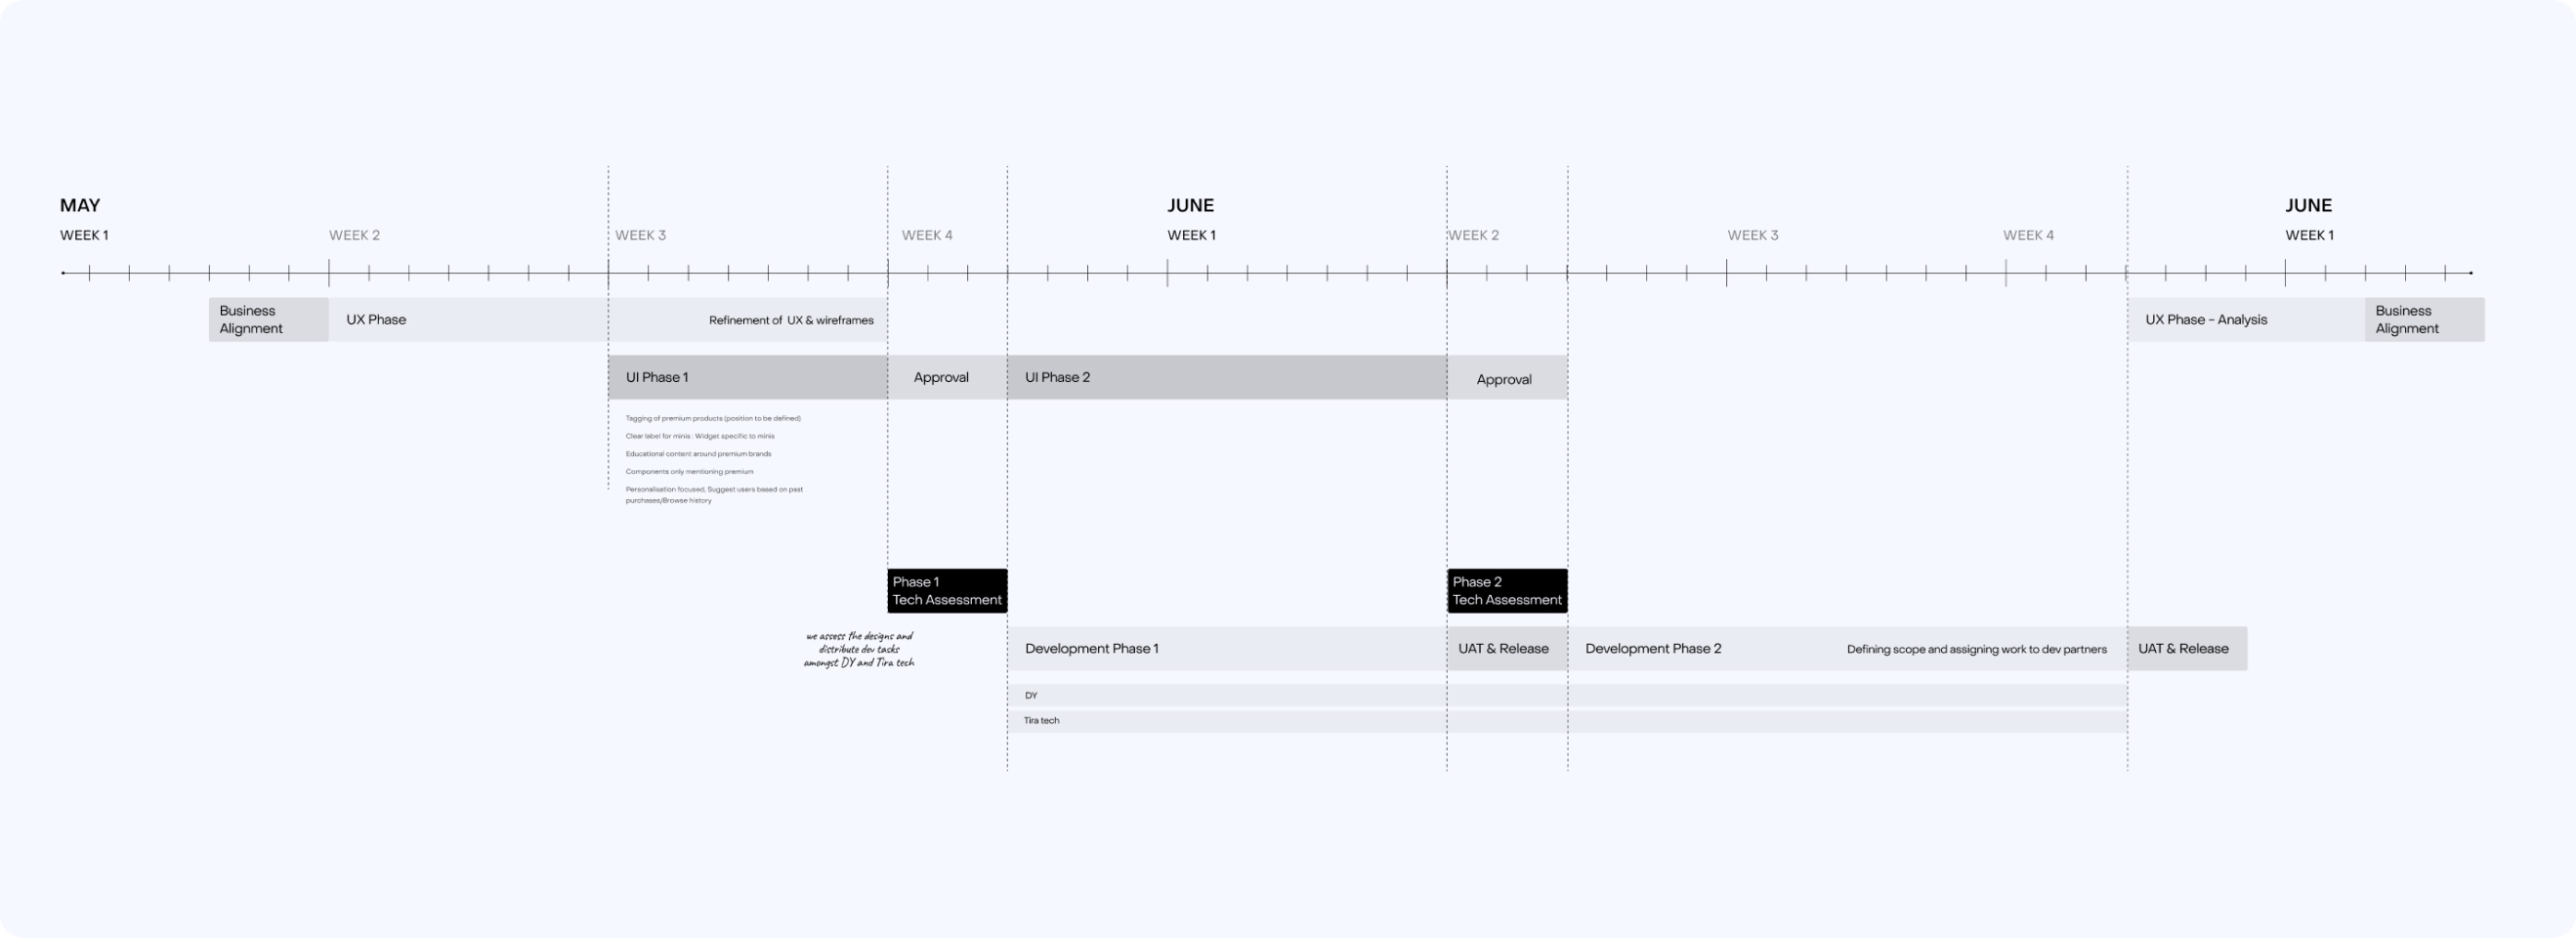 MAY
JUNE
JUNE
WEEK 1
WEEK 2
WEEK 3
WEEK 4
WEEK 1
WEEK 2
WEEK 3
WEEK 4
WEEK 1
Business
Alignment
UX Phase
Refinement of UX & wireframes
UX Phase - Analysis
Business
Alignment
UI Phase 1
Approval
UI Phase 2
Approval
Tagging of premium products (position to be defined)
Clear label for minis : Widget specific to minis
Educational content around premium brands
Components only mentioning premium
Personalisation focused, Suggest users based on past
purchases/Browse history
Phase 1
Tech Assessment
Phase 2
Tech Assessment
we assess the designs and
distribute dev tasks
amongst DY and Tira tech
Development Phase 1
UAT & Release
Development Phase 2
Defining scope and assigning work to dev partners
UAT & Release
DY
Tira tech